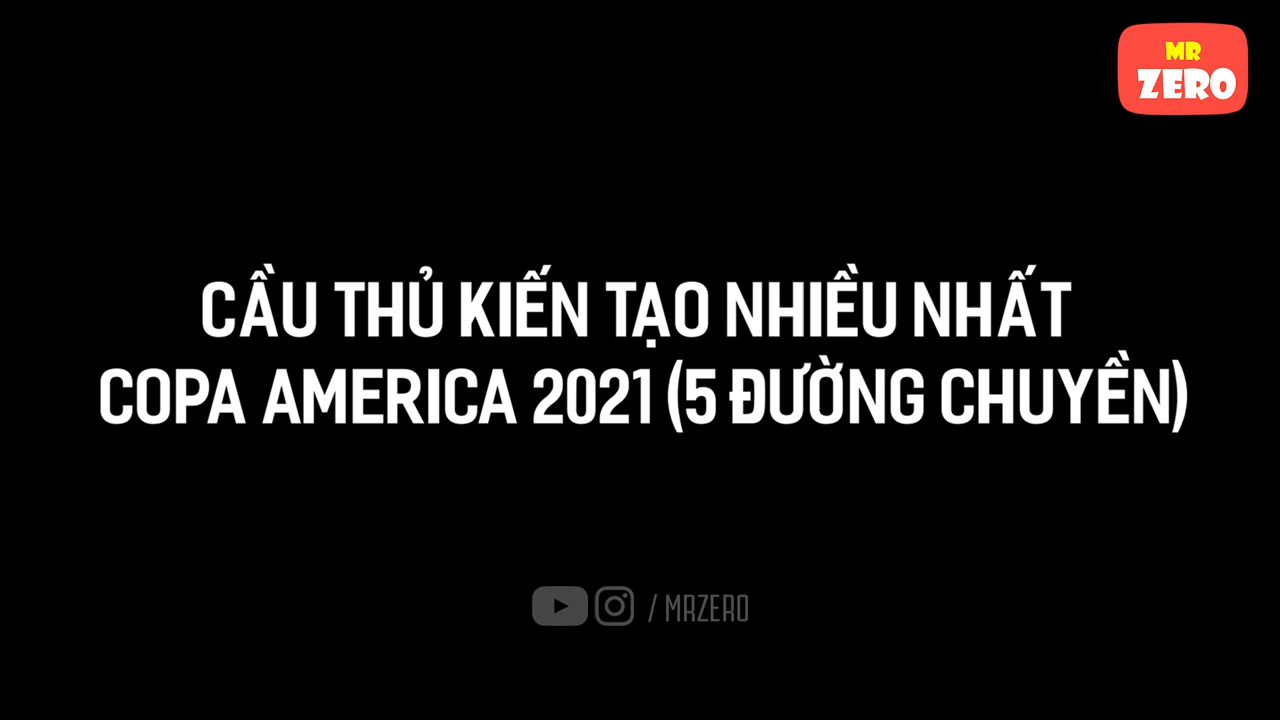 MR
ZERO
CẦU THỦ KIẾN TẠO NHIỀU NHẤT
COPA AMERICA 2021 (5 ĐƯỜNG CHUYỀN)
/ MRZERO